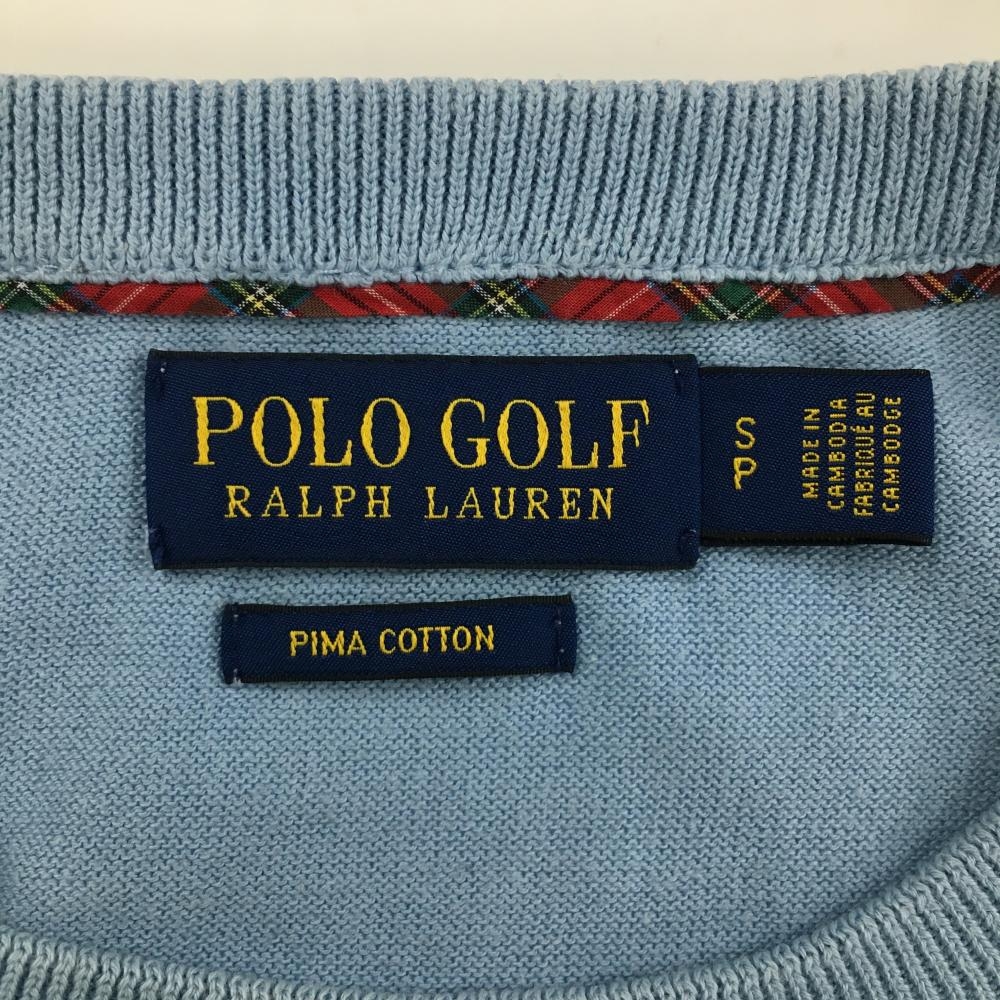 POLO GOLF
RALPH LAUREN
S
P
MADE IN
CAMBODIA
FABRIQUÉ AU
CAMBODGE
PIMA COTTON